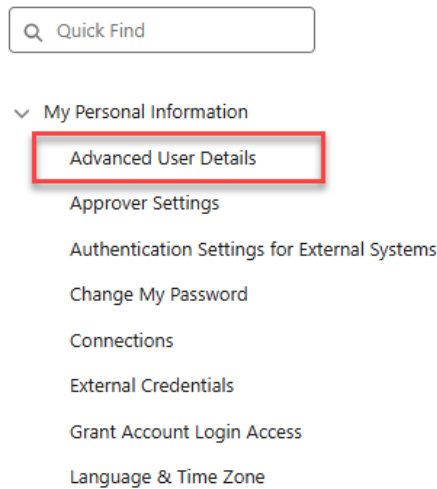 Quick Find
My Personal Information
Advanced User Details
Approver Settings
Authentication Settings for External Systems
Change My Password
Connections
External Credentials
Grant Account Login Access
Language & Time Zone